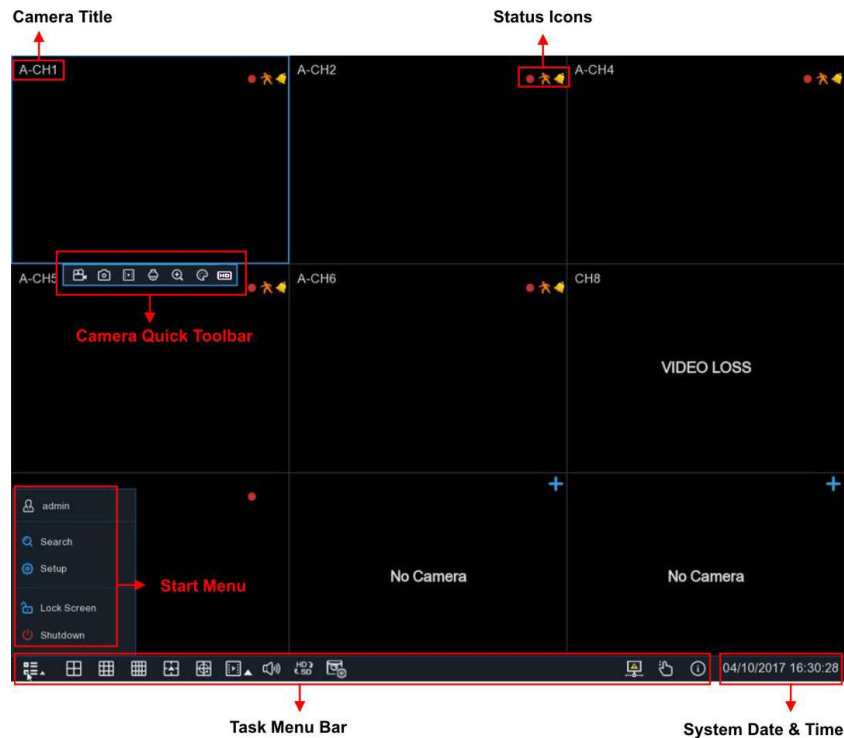 Camera Title
Status Icons
A-CH1
A-CH2
A-CH4
A-CH5
HD
A-CH6
CH8
Camera Quick Toolbar
VIDEO LOSS
admin
Search
Setup
Start Menu
No Camera
No Camera
Lock Screen
Shutdown
HD
SD
04/10/2017 16:30:28
Task Menu Bar
System Date & Time